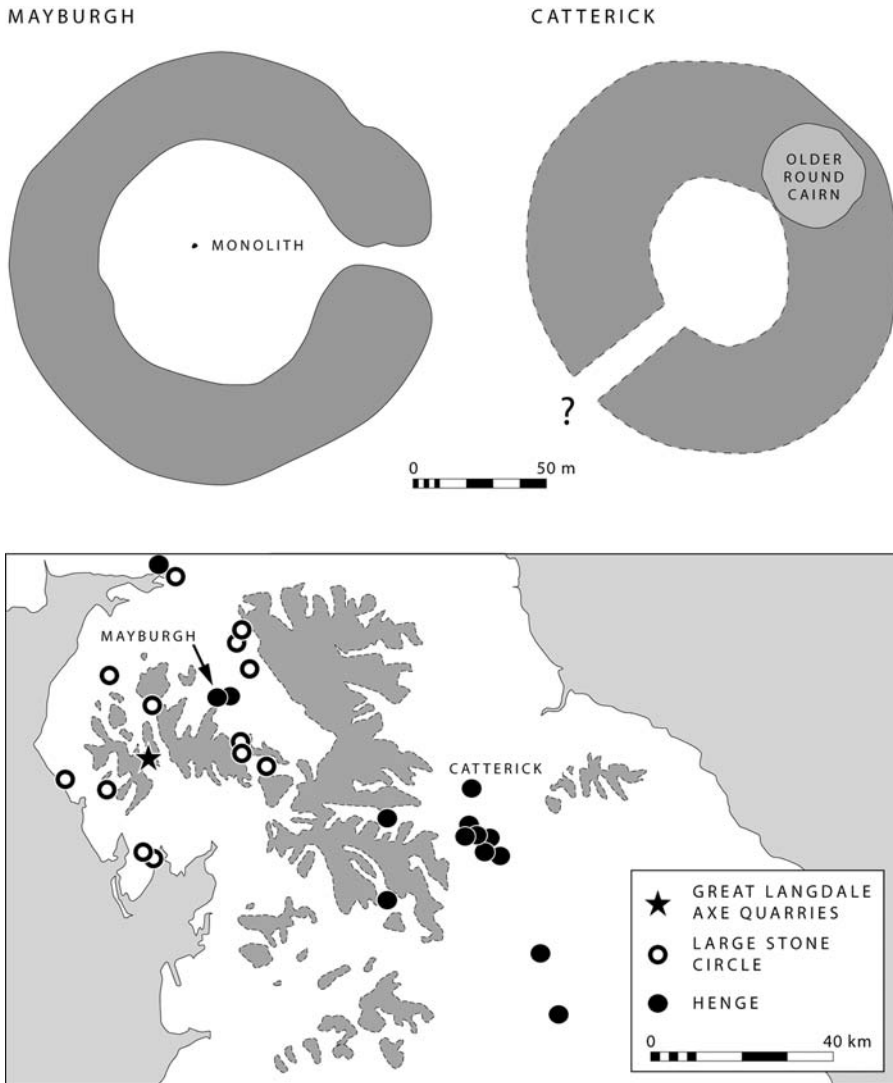 MAYBURGH
CATTERICK
OLDER
ROUND
CAIRN
MONOLITH
?
0 50 m
MAYBURGH
CATTERICK
GREAT LANGDALE
AXE QUARRIES
LARGE STONE
CIRCLE
HENGE
0 40 km